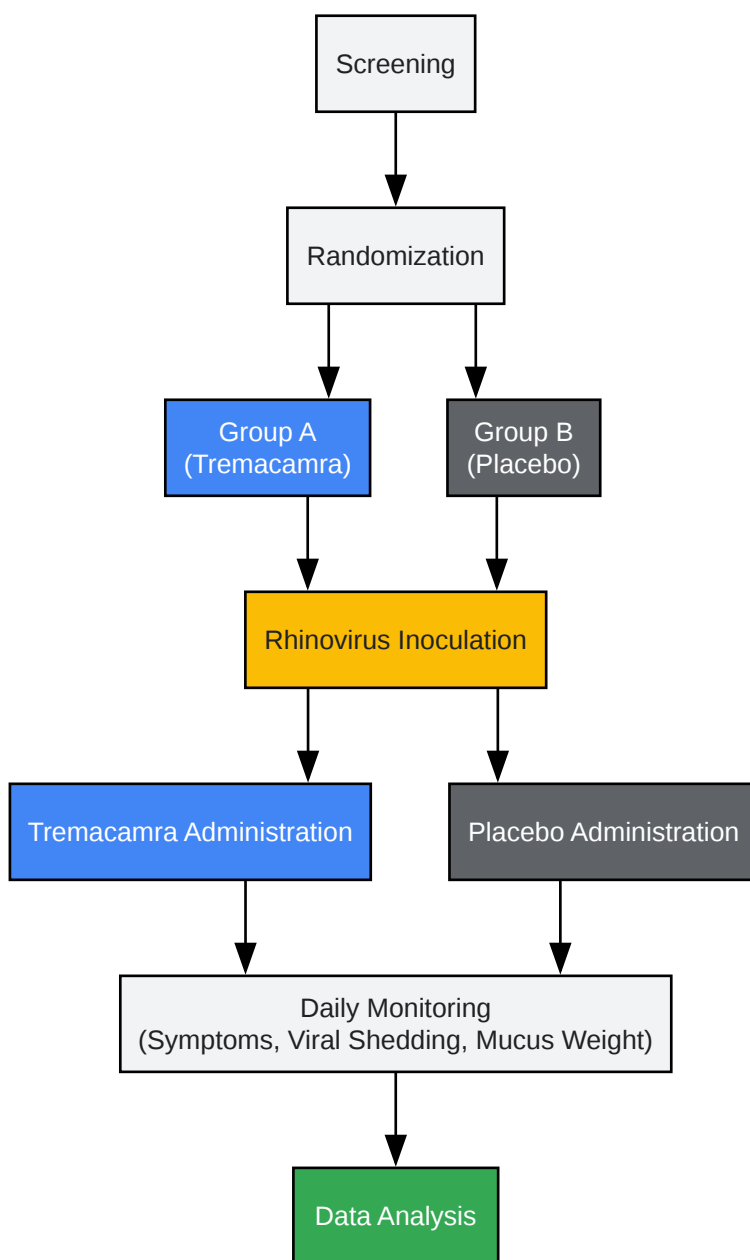 Screening
Randomization
Group A
(Tremacamra)
Group B
(Placebo)
Rhinovirus Inoculation
Tremacamra Administration
Placebo Administration
Daily Monitoring
(Symptoms, Viral Shedding, Mucus Weight)
Data Analysis